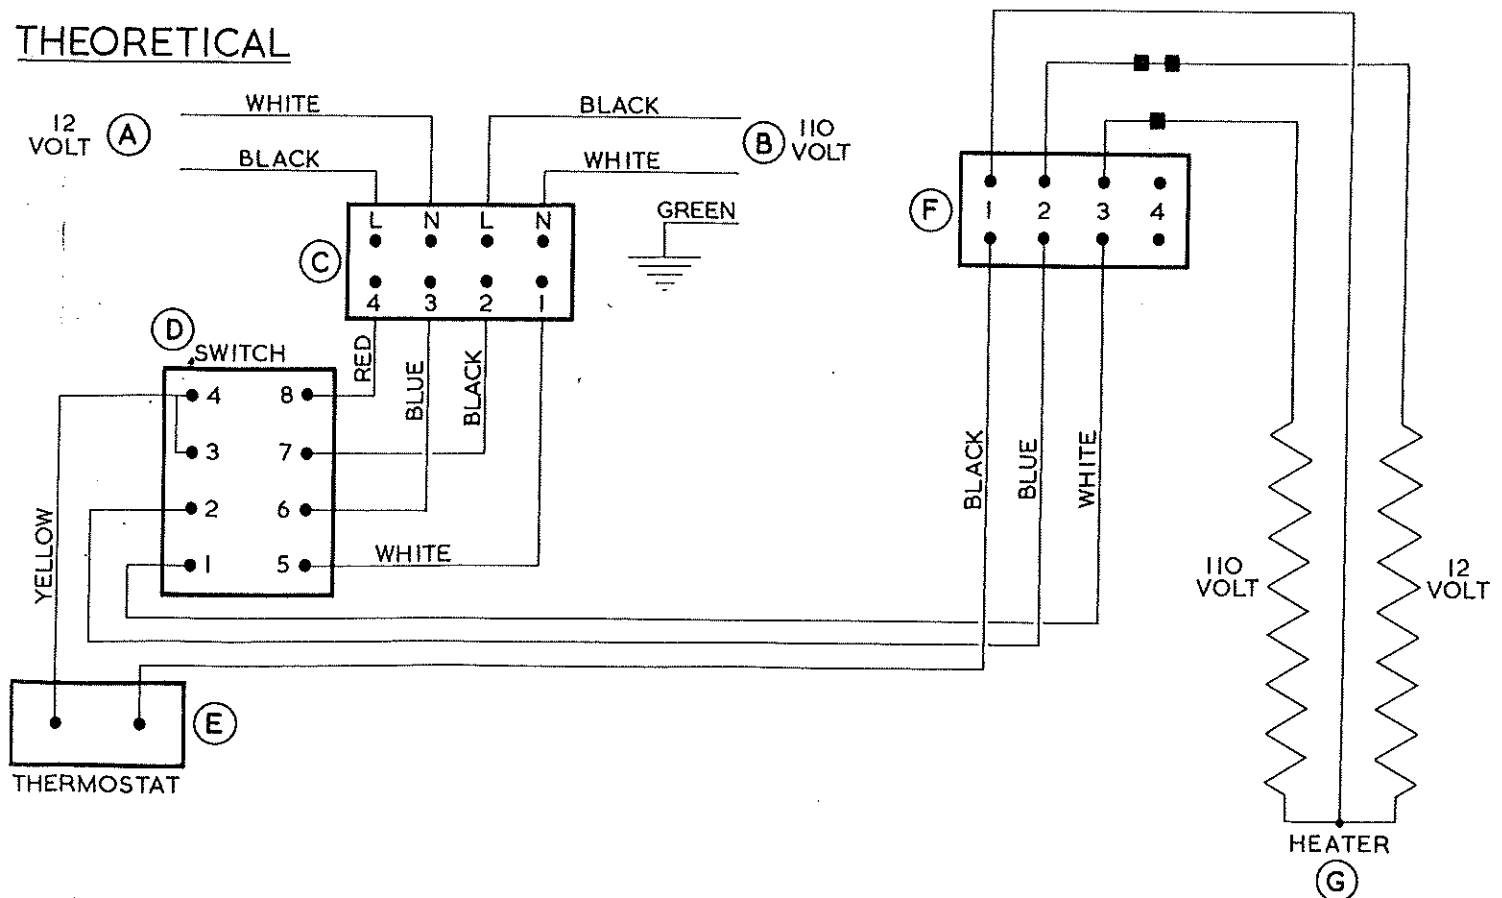 THEORETICAL
12
VOLT
A
WHITE
BLACK
BLACK
WHITE
B
110
VOLT
GREEN
C
L N L N
4 3 2 1
D
SWITCH
4 8
3 7
2 6
1 5
RED
BLUE
BLACK
WHITE
YELLOW
E
THERMOSTAT
F
1 2 3 4
BLACK
BLUE
WHITE
110
VOLT
12
VOLT
HEATER
G